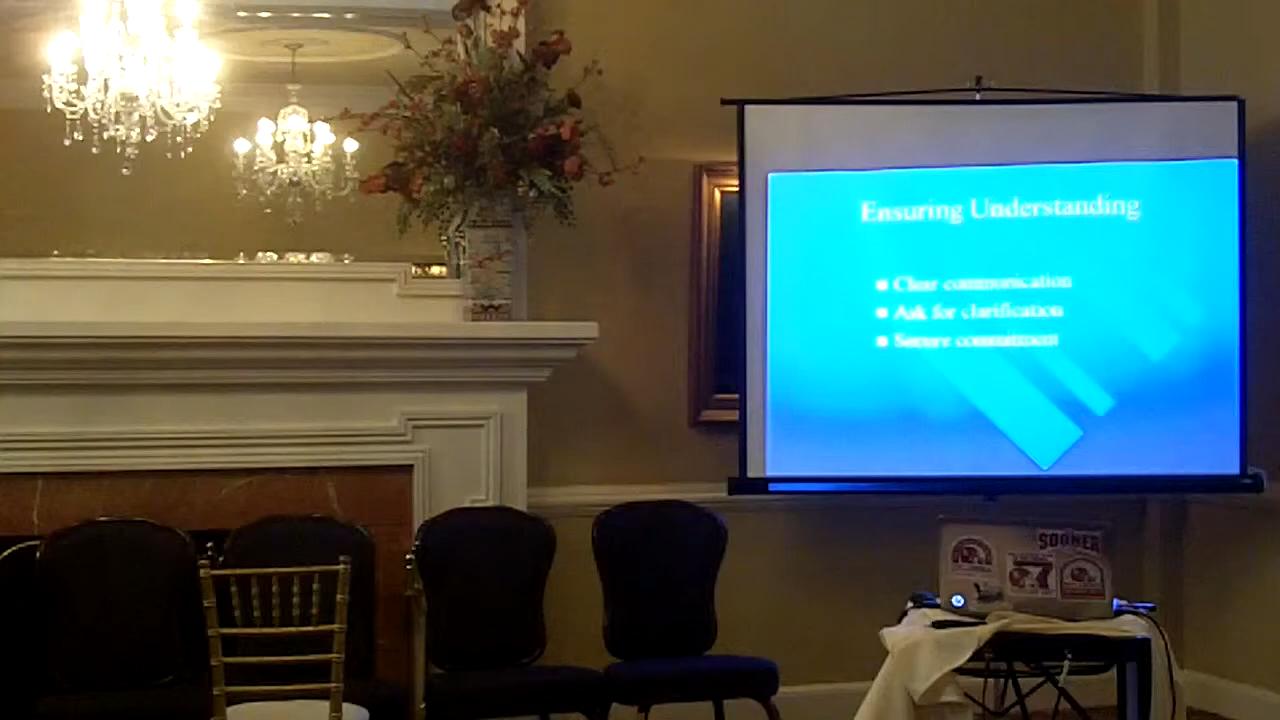 Ensuring Understanding
Clear communication
Ask for clarification
Secure commitment
SOONER